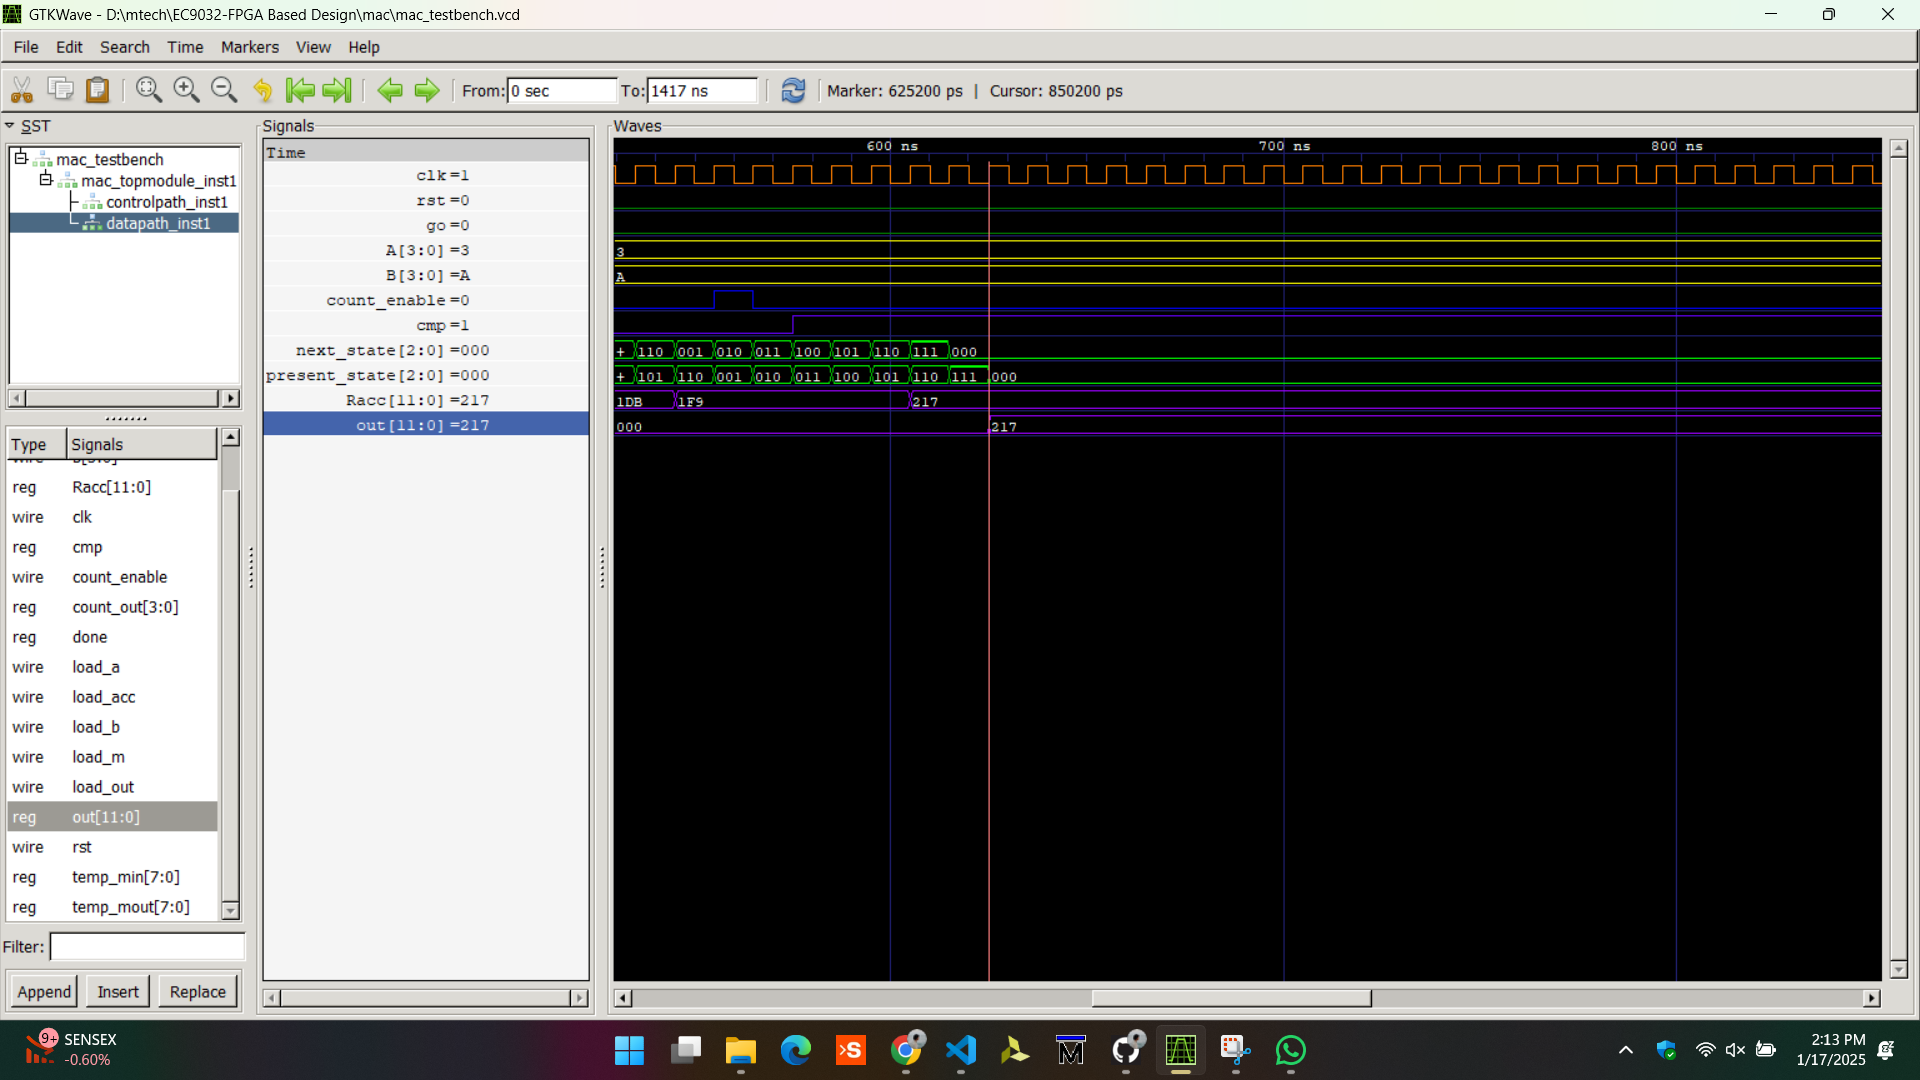 GTKWave - D:\mtech\EC9032-FPGA Based Design\mac\mac_testbench.vcd
File Edit Search Time Markers View Help
From: 0 sec To: 1417 ns Marker: 625200 ps | Cursor: 850200 ps
SST
mac_testbench
mac_topmodule_inst1
controlpath_inst1
datapath_inst1
Type Signals
reg Racc[11:0]
wire clk
reg cmp
wire count_enable
reg count_out[3:0]
reg done
wire load_a
wire load_acc
wire load_b
wire load_m
wire load_out
reg out[11:0]
wire rst
reg temp_min[7:0]
reg temp_mout[7:0]
Filter:
Append Insert Replace
Signals
Time
clk =1
rst =0
go =0
A[3:0] =3
B[3:0] =A
count_enable =0
cmp =1
next_state[2:0] =000
present_state[2:0] =000
Racc[11:0] =217
out[11:0] =217
Waves
600 ns 700 ns 800 ns
3
A
+ 110 001 010 011 100 101 110 111 000
+ 101 110 001 010 011 100 101 110 111 000
1DB 1F9 217
000 217
9+ SENSEX
-0.60%
2:13 PM
1/17/2025